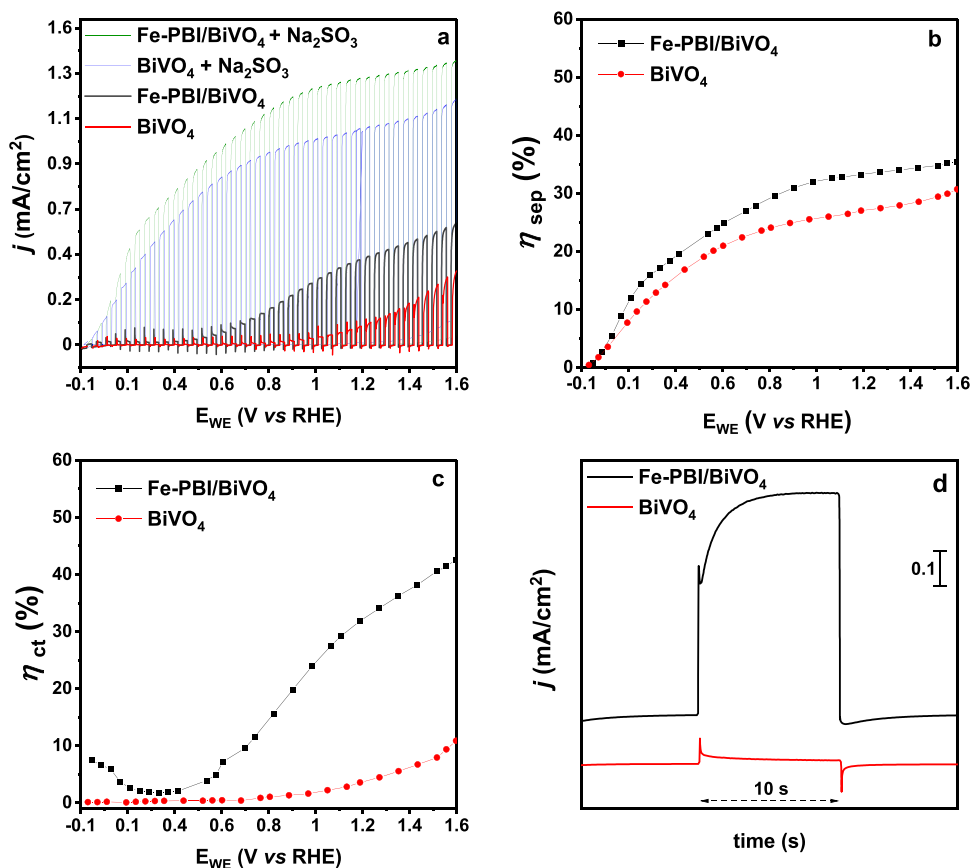 a
Fe-PBI/BiVO₄ + Na₂SO₃
BiVO₄ + Na₂SO₃
Fe-PBI/BiVO₄
BiVO₄
1.6
1.3
1.1
0.9
0.7
0.4
0.2
0
j (mA/cm²)
-0.1 0.1 0.4 0.6 0.8 1 1.2 1.4 1.6
E_WE (V vs RHE)
b
Fe-PBI/BiVO₄
BiVO₄
60
50
40
30
20
10
0
η sep (%)
-0.1 0.1 0.4 0.6 0.8 1 1.2 1.4 1.6
E_WE (V vs RHE)
c
Fe-PBI/BiVO₄
BiVO₄
60
50
40
30
20
10
0
η ct (%)
-0.1 0.1 0.4 0.6 0.8 1 1.2 1.4 1.6
E_WE (V vs RHE)
d
Fe-PBI/BiVO₄
BiVO₄
0.1
j (mA/cm²)
10 s
time (s)